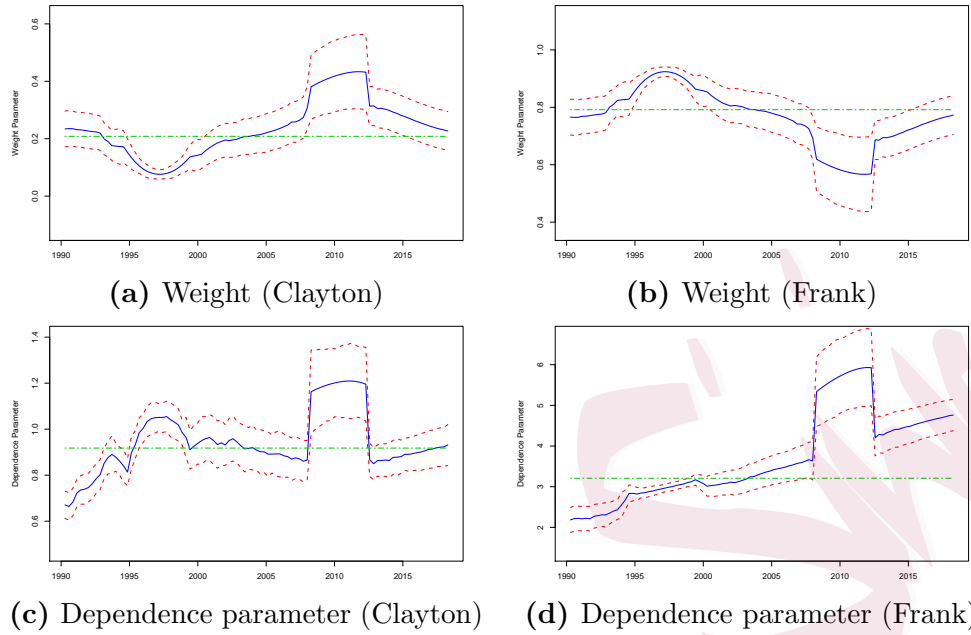 0.6
0.4
0.2
0.0
Weight Parameter
1990 1995 2000 2005 2010 2015
(a) Weight (Clayton)
1.0
0.8
0.6
0.4
Weight Parameter
1990 1995 2000 2005 2010 2015
(b) Weight (Frank)
1.4
1.2
1.0
0.8
0.6
Dependence Parameter
1990 1995 2000 2005 2010 2015
(c) Dependence parameter (Clayton)
6
5
4
3
2
Dependence Parameter
1990 1995 2000 2005 2010 2015
(d) Dependence parameter (Frank)